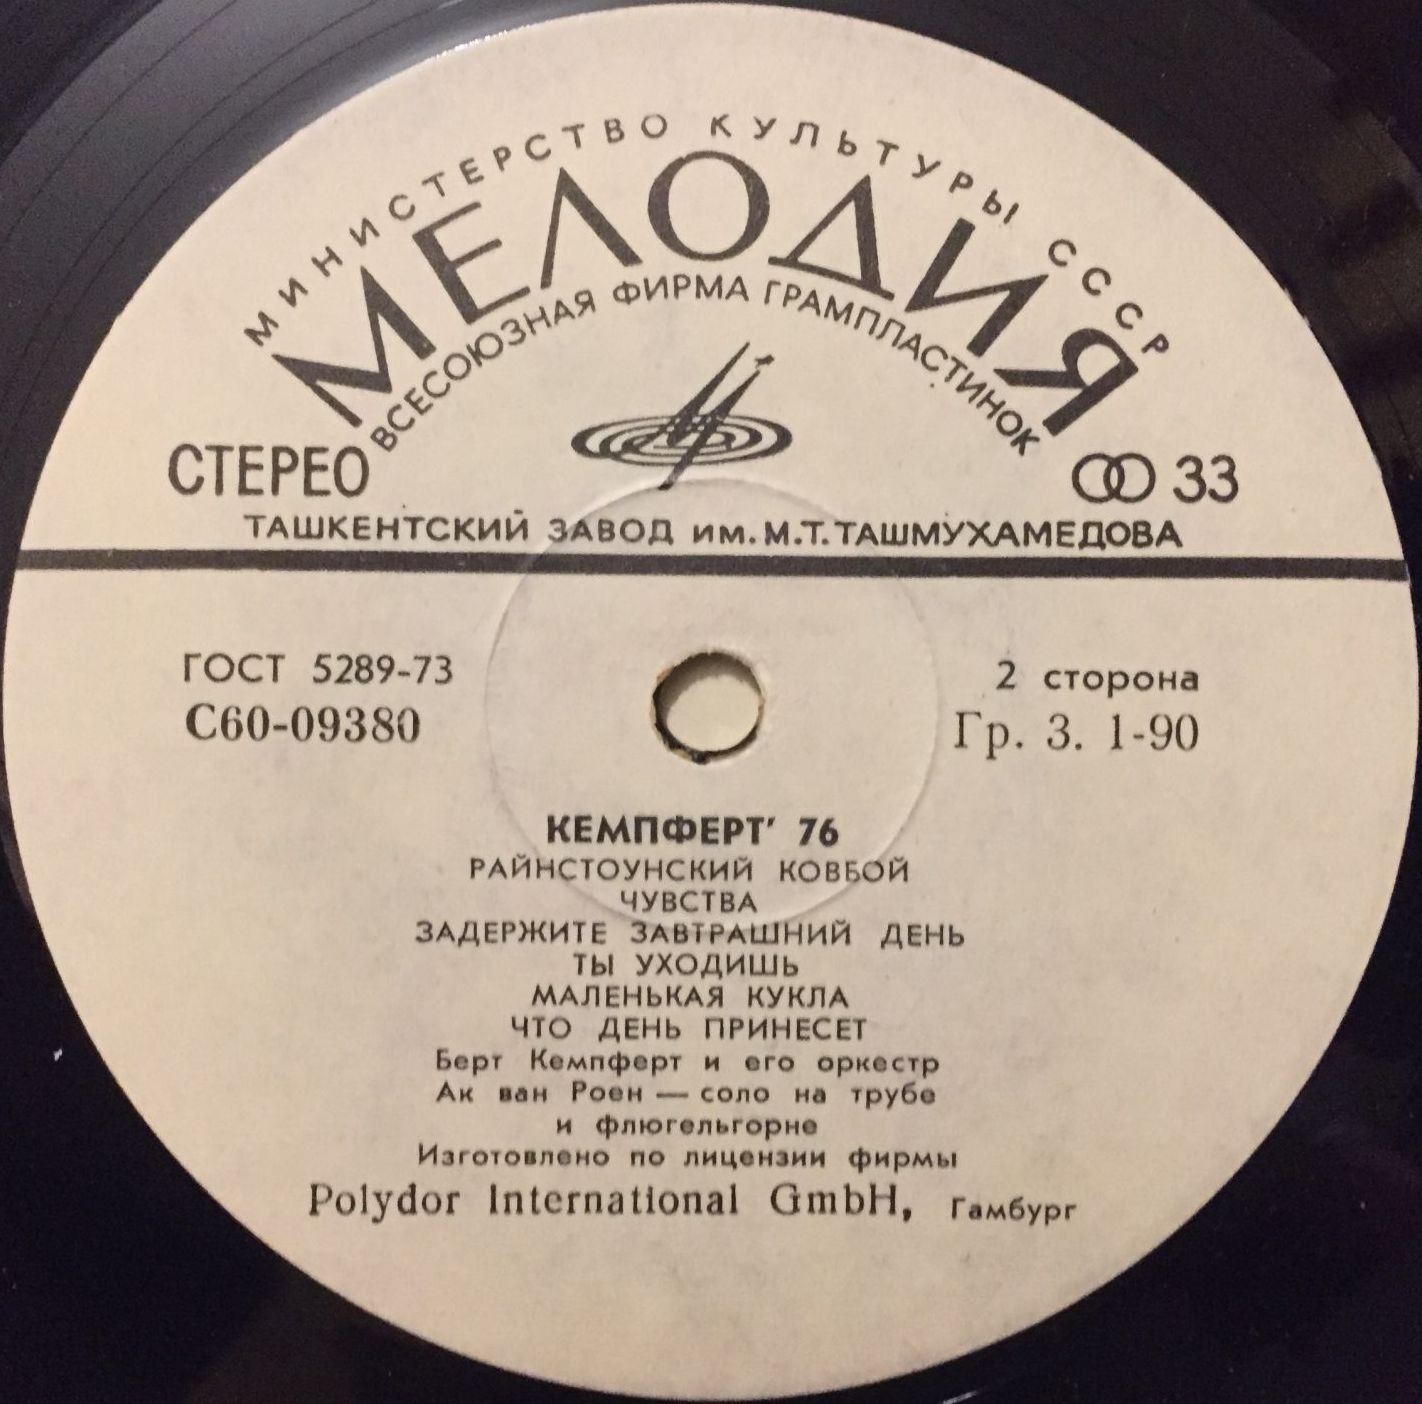 МИНИСТЕРСТВО КУЛЬТУРЫ СССР
МЕЛОДИЯ
ВСЕСОЮЗНАЯ ФИРМА ГРАМПЛАСТИНОК
СТЕРЕО 33
ТАШКЕНТСКИЙ ЗАВОД им. М.Т. ТАШМУХАМЕДОВА
ГОСТ 5289-73 2 сторона
С60-09380 Гр. 3. 1-90
КЕМПФЕРТ' 76
РАЙНСТОУНСКИЙ КОВБОЙ
ЧУВСТВА
ЗАДЕРЖИТЕ ЗАВТРАШНИЙ ДЕНЬ
ТЫ УХОДИШЬ
МАЛЕНЬКАЯ КУКЛА
ЧТО ДЕНЬ ПРИНЕСЕТ
Берт Кемпферт и его оркестр
Ак ван Роен — соло на трубе
и флюгельгорне
Изготовлено по лицензии фирмы
Polydor International GmbH, Гамбург